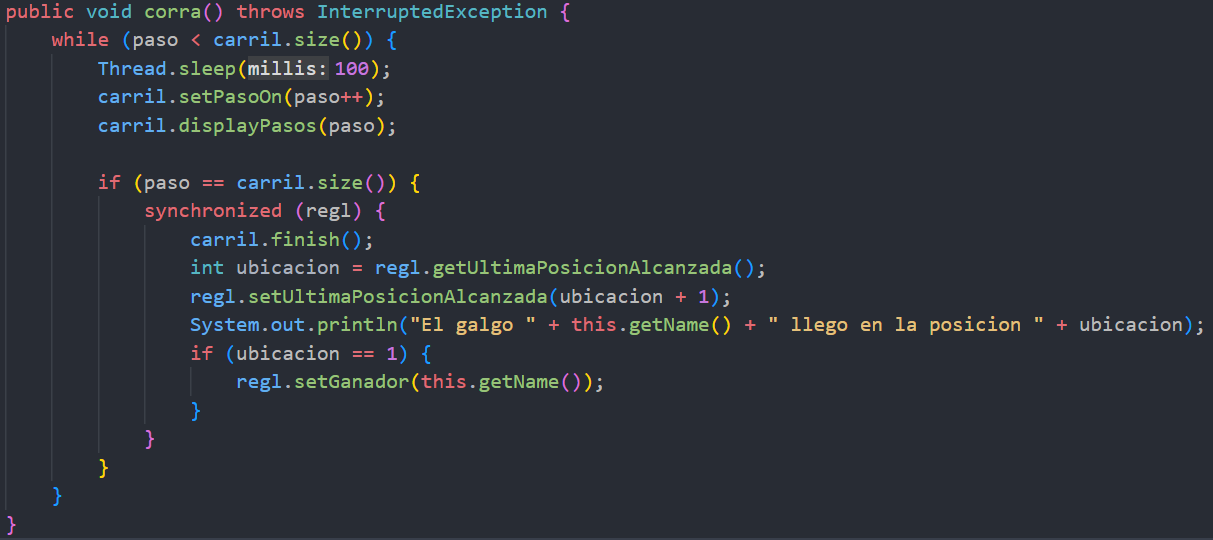 public void corra() throws InterruptedException {
    while (paso < carril.size()) {
        Thread.sleep(millis: 100);
        carril.setPasoOn(paso++);
        carril.displayPasos(paso);

        if (paso == carril.size()) {
            synchronized (regl) {
                carril.finish();
                int ubicacion = regl.getUltimaPosicionAlcanzada();
                regl.setUltimaPosicionAlcanzada(ubicacion + 1);
                System.out.println("El galgo " + this.getName() + " llego en la posicion " + ubicacion);
                if (ubicacion == 1) {
                    regl.setGanador(this.getName());
                }
            }
        }
    }
}